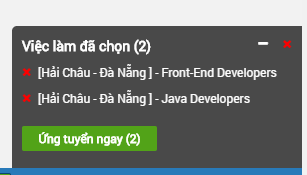 Việc làm đã chọn (2)
[Hải Châu - Đà Nẵng ] - Front-End Developers
[Hải Châu - Đà Nẵng ] - Java Developers
Ứng tuyển ngay (2)